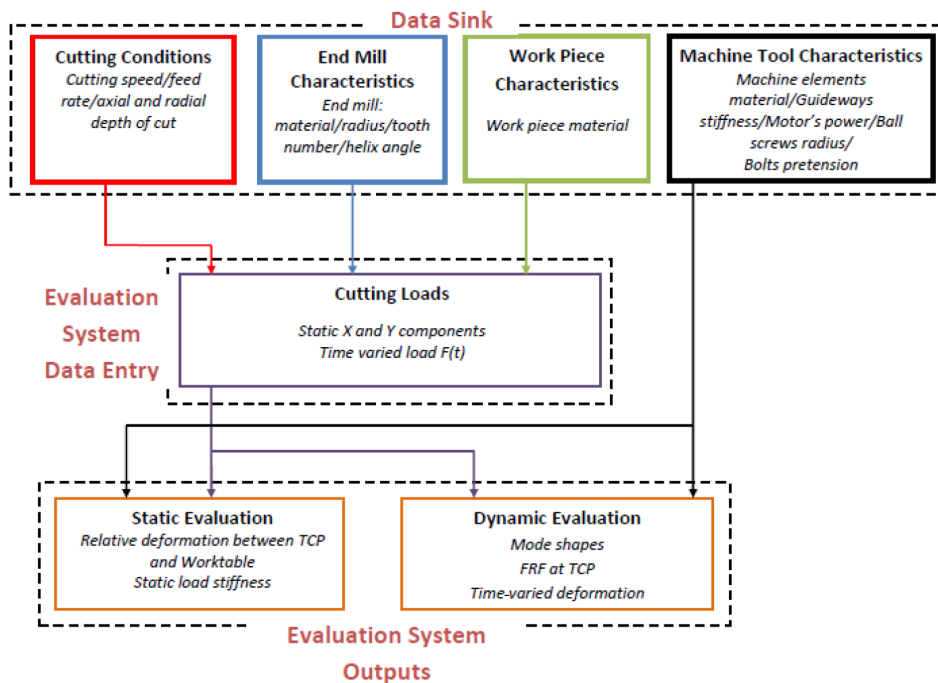 Data Sink
Cutting Conditions
Cutting speed/feed
rate/axial and radial
depth of cut
End Mill
Characteristics
End mill:
material/radius/tooth
number/helix angle
Work Piece
Characteristics
Work piece material
Machine Tool Characteristics
Machine elements
material/Guideways
stiffness/Motor's power/Ball
screws radius/
Bolts pretension
Evaluation
System
Data Entry
Cutting Loads
Static X and Y components
Time varied load F(t)
Static Evaluation
Relative deformation between TCP
and Worktable
Static load stiffness
Dynamic Evaluation
Mode shapes
FRF at TCP
Time-varied deformation
Evaluation System
Outputs